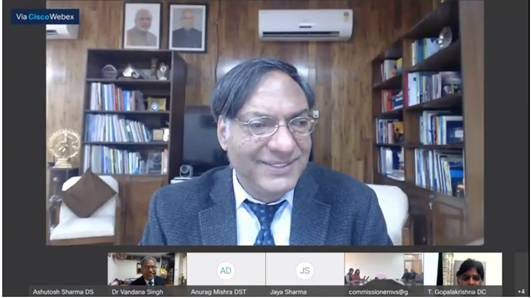 Via Cisco Webex
AD
JS
Ashutosh Sharma DS
Dr Vandana Singh
Anurag Mishra DST
Jaya Sharma
commissionernvs@g
T. Gopalakrishna DC
+4